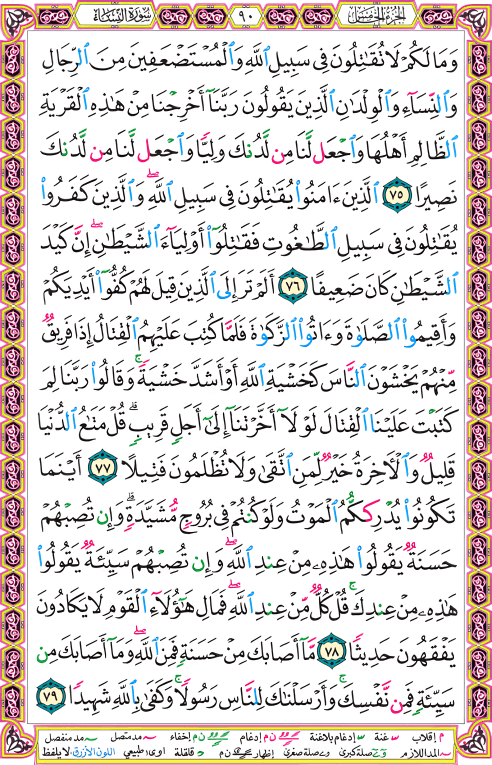 الجزء الخامس ٩٠ سورة النساء
وَمَا لَكُمْ لَا تُقَٰتِلُونَ فِى سَبِيلِ ٱللَّهِ وَٱلْمُسْتَضْعَفِينَ مِنَ ٱلرِّجَالِ
وَٱلنِّسَآءِ وَٱلْوِلْدَٰنِ ٱلَّذِينَ يَقُولُونَ رَبَّنَآ أَخْرِجْنَا مِنْ هَٰذِهِ ٱلْقَرْيَةِ
ٱلظَّالِمِ أَهْلُهَا وَٱجْعَل لَّنَا مِن لَّدُنكَ وَلِيًّا وَٱجْعَل لَّنَا مِن لَّدُنكَ
نَصِيرًا ٧٥ ٱلَّذِينَ ءَامَنُوا۟ يُقَٰتِلُونَ فِى سَبِيلِ ٱللَّهِ ۖ وَٱلَّذِينَ كَفَرُوا۟
يُقَٰتِلُونَ فِى سَبِيلِ ٱلطَّٰغُوتِ فَقَٰتِلُوٓا۟ أَوْلِيَآءَ ٱلشَّيْطَٰنِ ۖ إِنَّ كَيْدَ
ٱلشَّيْطَٰنِ كَانَ ضَعِيفًا ٧٦ أَلَمْ تَرَ إِلَى ٱلَّذِينَ قِيلَ لَهُمْ كُفُّوٓا۟ أَيْدِيَكُمْ
وَأَقِيمُوا۟ ٱلصَّلَوٰةَ وَءَاتُوا۟ ٱلزَّكَوٰةَ فَلَمَّا كُتِبَ عَلَيْهِمُ ٱلْقِتَالُ إِذَا فَرِيقٌ
مِّنْهُمْ يَخْشَوْنَ ٱلنَّاسَ كَخَشْيَةِ ٱللَّهِ أَوْ أَشَدَّ خَشْيَةً ۚ وَقَالُوا۟ رَبَّنَا لِمَ
كَتَبْتَ عَلَيْنَا ٱلْقِتَالَ لَوْلَآ أَخَّرْتَنَآ إِلَىٰٓ أَجَلٍ قَرِيبٍ ۗ قُلْ مَتَٰعُ ٱلدُّنْيَا
قَلِيلٌ وَٱلْءَاخِرَةُ خَيْرٌ لِّمَنِ ٱتَّقَىٰ وَلَا تُظْلَمُونَ فَتِيلًا ٧٧ أَيْنَمَا
تَكُونُوا۟ يُدْرِككُّمُ ٱلْمَوْتُ وَلَوْ كُنتُمْ فِى بُرُوجٍ مُّشَيَّدَةٍ ۗ وَإِن تُصِبْهُمْ
حَسَنَةٌ يَقُولُوا۟ هَٰذِهِۦ مِنْ عِندِ ٱللَّهِ ۖ وَإِن تُصِبْهُمْ سَيِّئَةٌ يَقُولُوا۟
هَٰذِهِۦ مِنْ عِندِكَ ۚ قُلْ كُلٌّ مِّنْ عِندِ ٱللَّهِ ۖ فَمَالِ هَٰٓؤُلَآءِ ٱلْقَوْمِ لَا يَكَادُونَ
يَفْقَهُونَ حَدِيثًا ٧٨ مَّآ أَصَابَكَ مِنْ حَسَنَةٍ فَمِنَ ٱللَّهِ ۖ وَمَآ أَصَابَكَ مِن
سَيِّئَةٍ فَمِن نَّفْسِكَ ۚ وَأَرْسَلْنَٰكَ لِلنَّاسِ رَسُولًا ۚ وَكَفَىٰ بِٱللَّهِ شَهِيدًا ٧٩
م إقلاب س غنة س إدغام بلاغنة ن م إدغام ن م إخفاء مد متصل مد منفصل
المد اللازم صلة كبرى صلة صغرى إظهار ن م قلقلة اوى: طبيعي اللون الأزرق: لا يلفظ